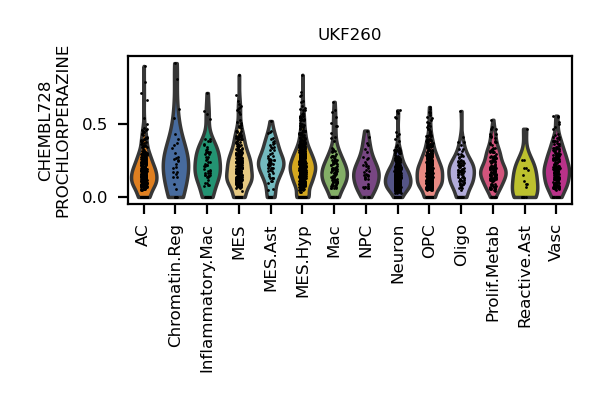 UKF260
CHEMBL728
PROCHLORPERAZINE
0.5
0.0
AC
Chromatin.Reg
Inflammatory.Mac
MES
MES.Ast
MES.Hyp
Mac
NPC
Neuron
OPC
Oligo
Prolif.Metab
Reactive.Ast
Vasc